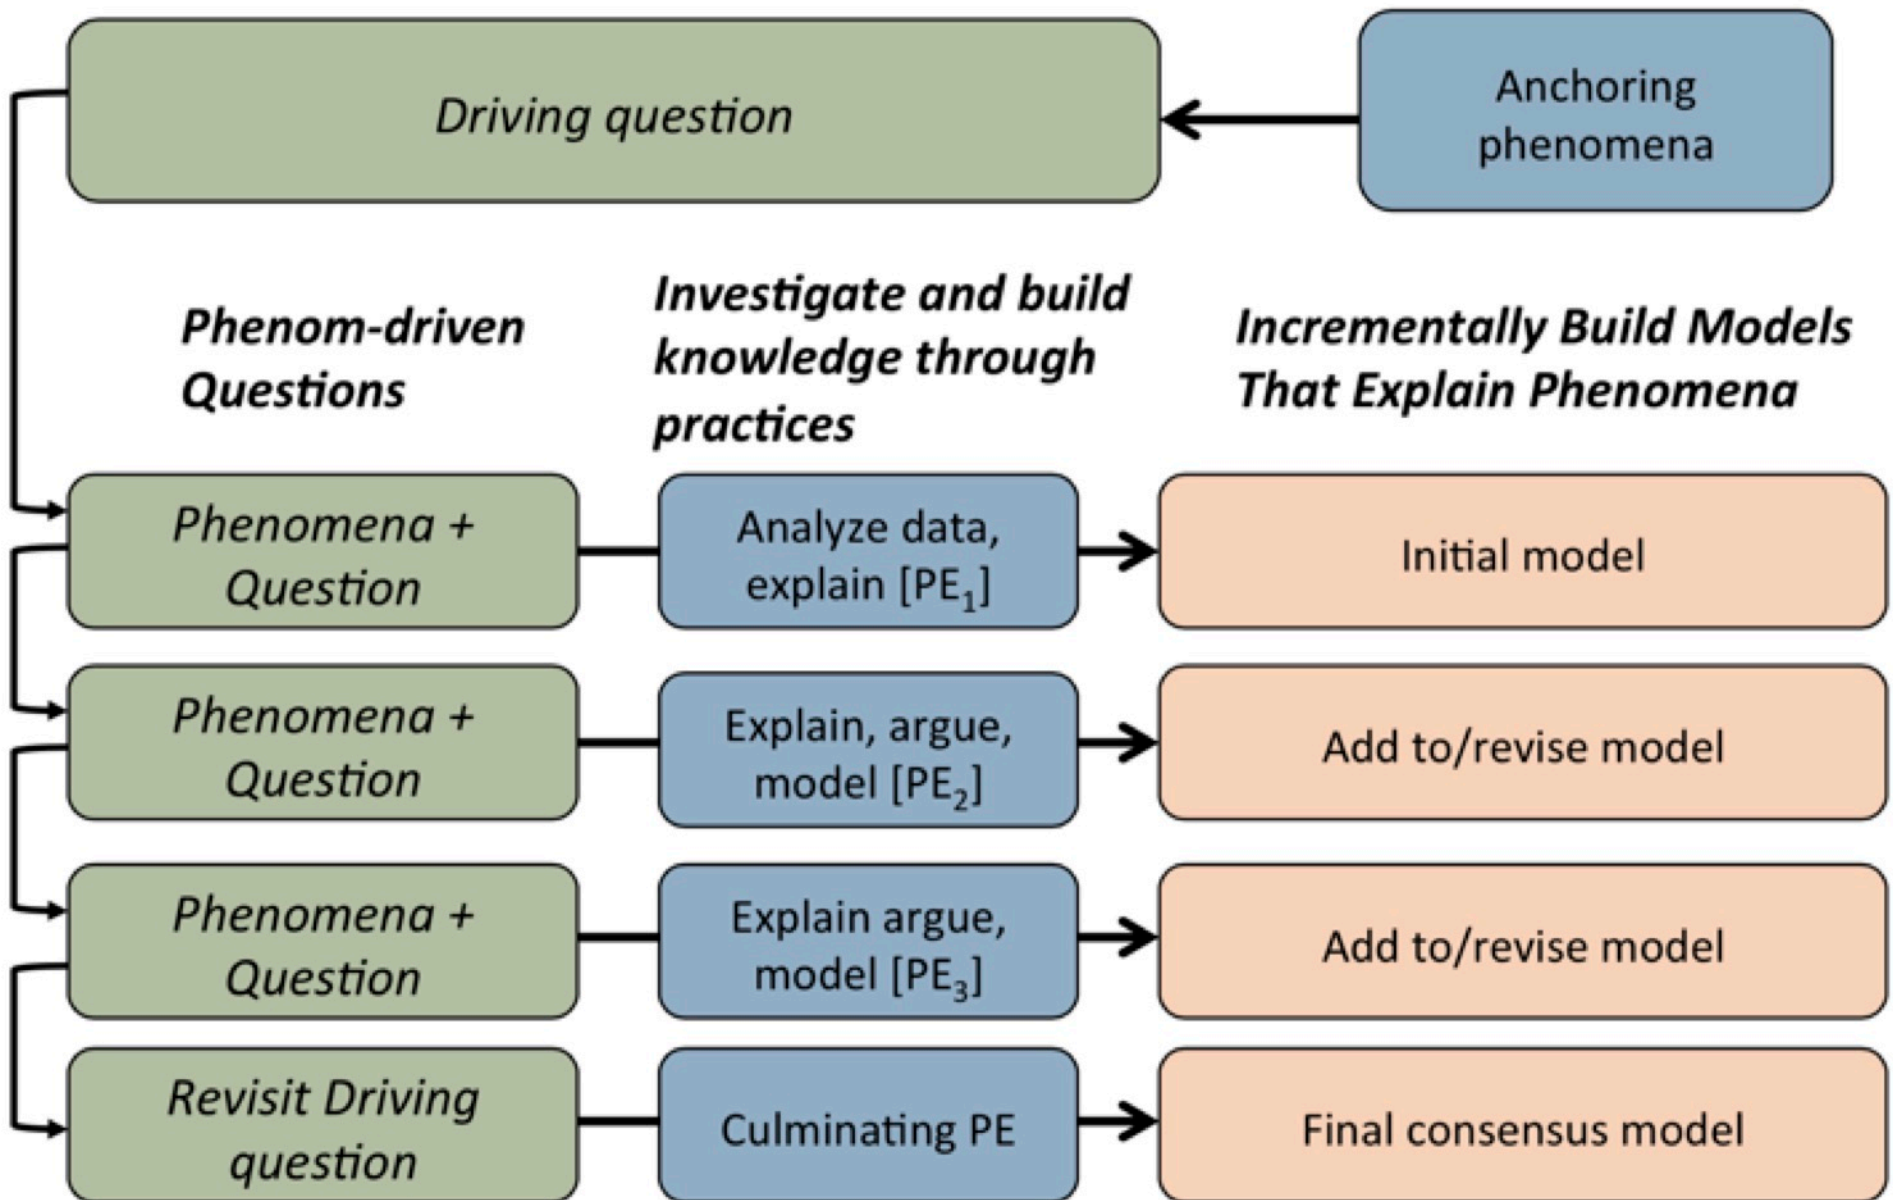 Driving question
Anchoring
phenomena
Phenom-driven
Questions
Investigate and build
knowledge through
practices
Incrementally Build Models
That Explain Phenomena
Phenomena +
Question
Analyze data,
explain [PE₁]
Initial model
Phenomena +
Question
Explain, argue,
model [PE₂]
Add to/revise model
Phenomena +
Question
Explain argue,
model [PE₃]
Add to/revise model
Revisit Driving
question
Culminating PE
Final consensus model